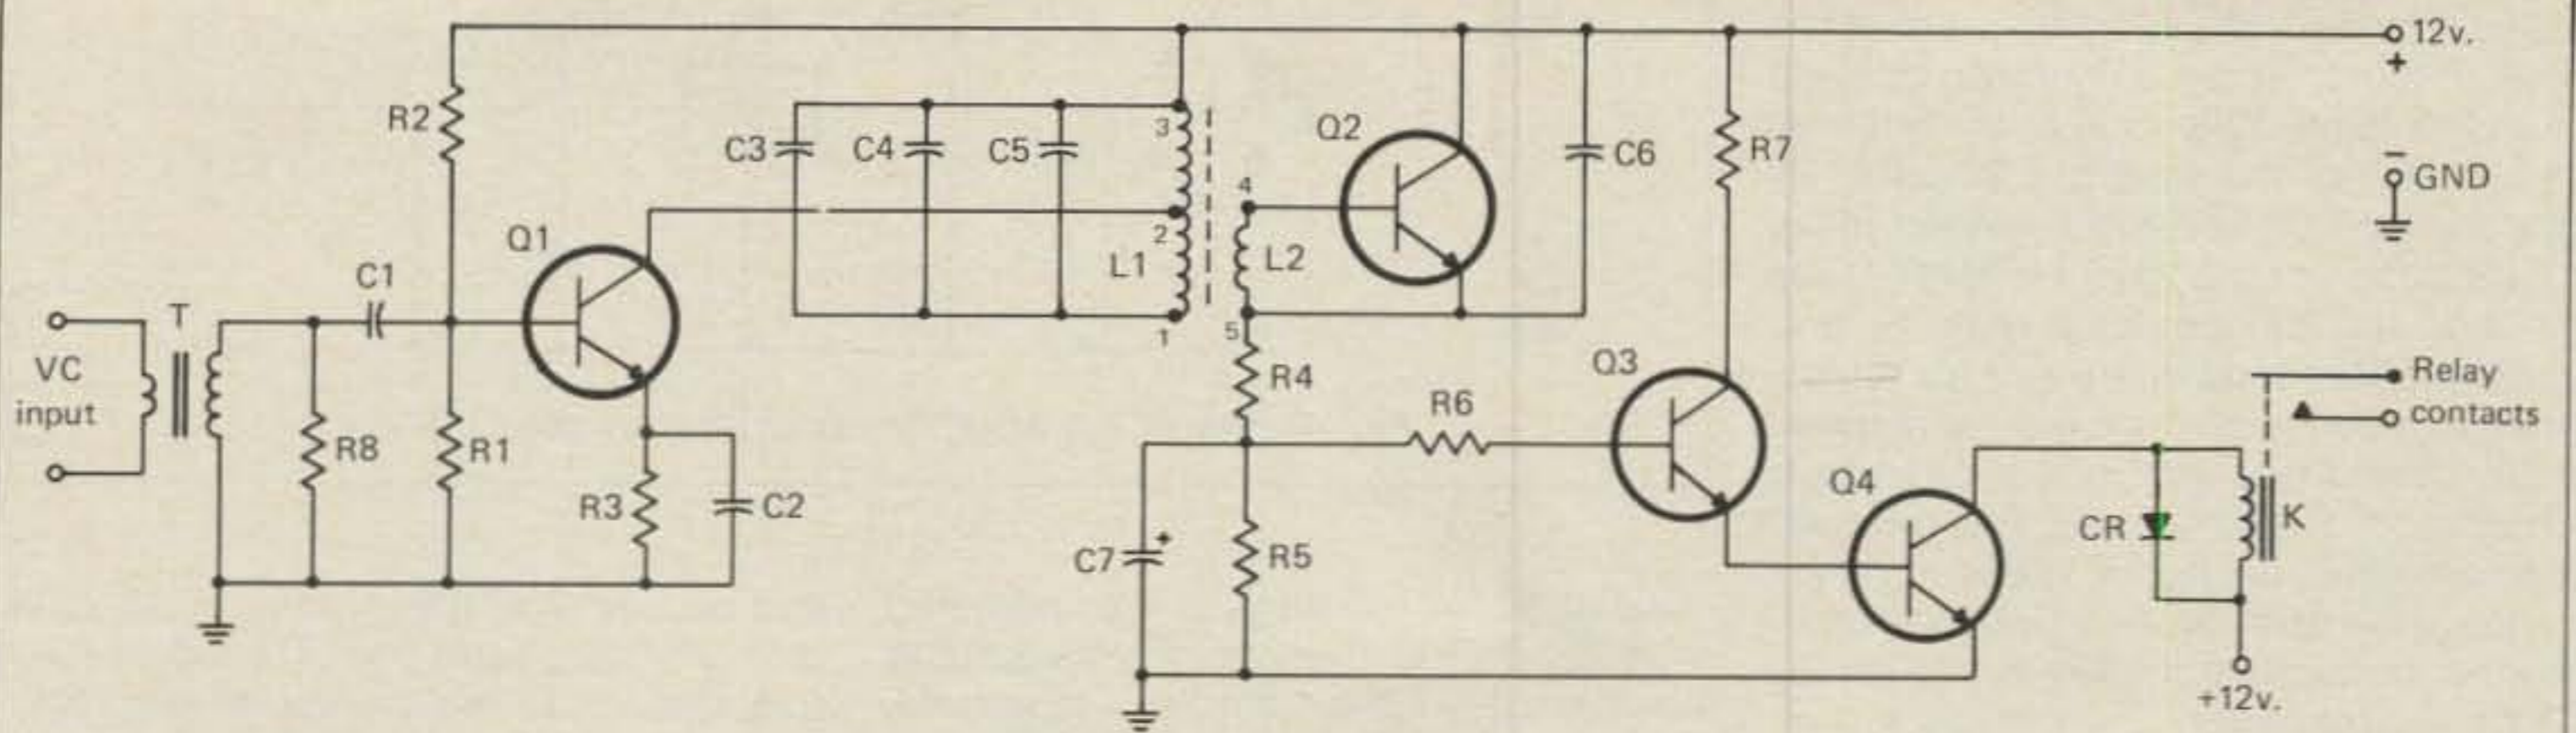 12v.
+
R2
Q2
3
C3
C4
C5
C6
R7
–
GND
4
Q1
2
L1
L2
C1
T
1
5
VC
input
R8
R1
R4
Q3
Relay
contacts
R6
R3
C2
Q4
C7
+
R5
CR
K
+12v.